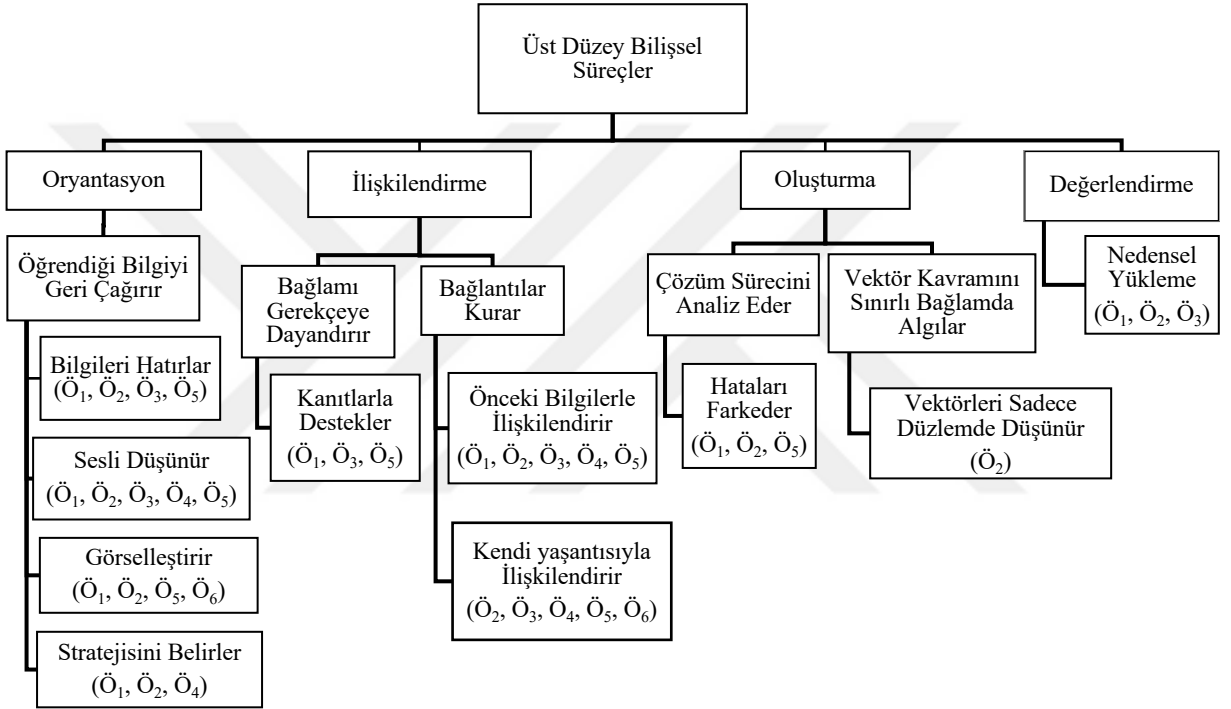 Üst Düzey Bilişsel
Süreçler
Oryantasyon
Öğrendiği Bilgiyi
Geri Çağırır
Bilgileri Hatırlar
(Ö₁, Ö₂, Ö₃, Ö₅)
Sesli Düşünür
(Ö₁, Ö₂, Ö₃, Ö₄, Ö₅)
Görselleştirir
(Ö₁, Ö₂, Ö₅, Ö₆)
Stratejisini Belirler
(Ö₁, Ö₂, Ö₄)
İlişkilendirme
Bağlamı
Gerekçeye
Dayandırır
Kanıtlarla
Destekler
(Ö₁, Ö₃, Ö₅)
Bağlantılar
Kurar
Önceki Bilgilerle
İlişkilendirir
(Ö₁, Ö₂, Ö₃, Ö₄, Ö₅)
Kendi yaşantısıyla
İlişkilendirir
(Ö₂, Ö₃, Ö₄, Ö₅, Ö₆)
Oluşturma
Çözüm Sürecini
Analiz Eder
Hataları
Farkeder
(Ö₁, Ö₂, Ö₅)
Vektör Kavramını
Sınırlı Bağlamda
Algılar
Vektörleri Sadece
Düzlemde Düşünür
(Ö₂)
Değerlendirme
Nedensel
Yükleme
(Ö₁, Ö₂, Ö₃)